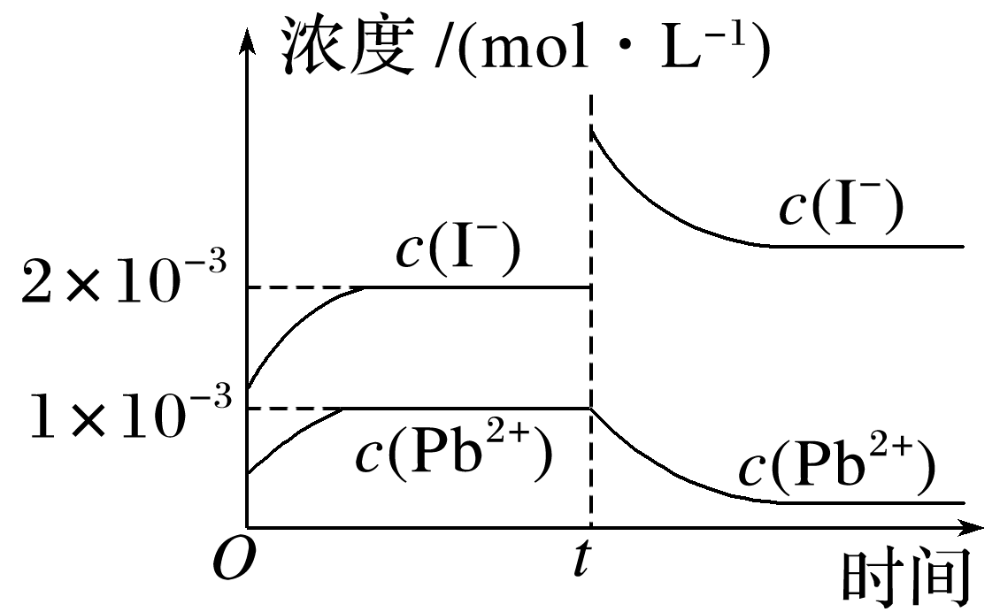 浓度/(mol·L⁻¹)
c(I⁻)
c(I⁻)
2×10⁻³
1×10⁻³
c(Pb²⁺)
c(Pb²⁺)
O
t
时间